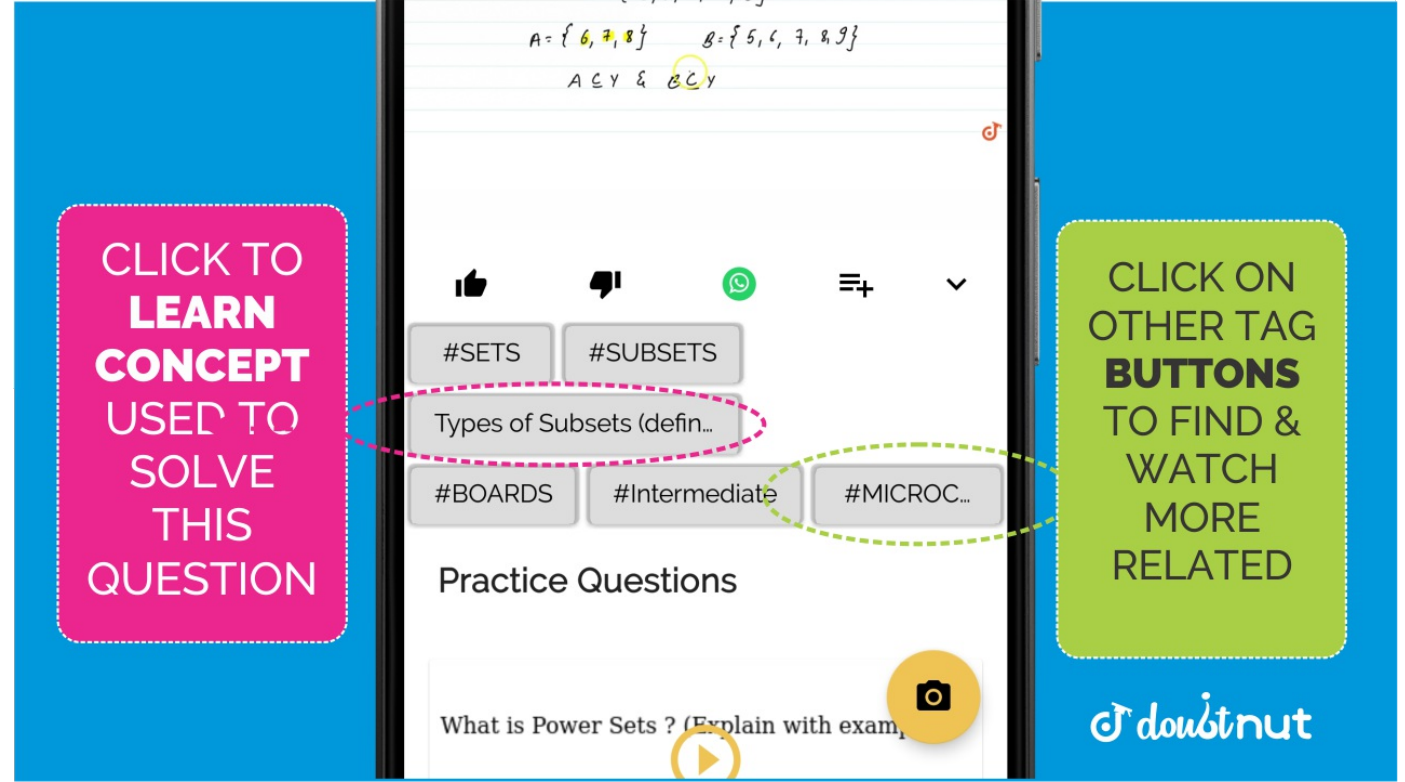 A = { 6, 7, 8} B = { 5, 6, 7, 8, 9}
A ⊆ Y & B ⊆ Y
CLICK TO
LEARN
CONCEPT
USED TO
SOLVE
THIS
QUESTION
#SETS #SUBSETS
Types of Subsets (defin...
#BOARDS #Intermediate #MICROC...
Practice Questions
What is Power Sets ? (Explain with examp
CLICK ON
OTHER TAG
BUTTONS
TO FIND &
WATCH
MORE
RELATED
doubtnut